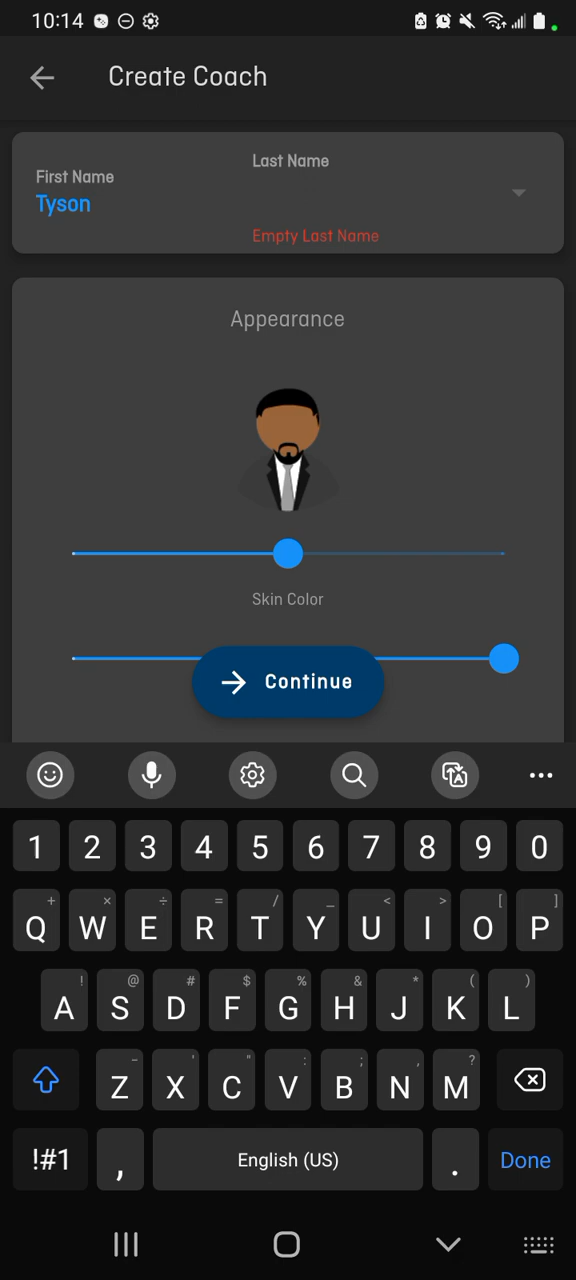 10:14
Create Coach
First Name
Tyson
Last Name
Empty Last Name
Appearance
Skin Color
Continue
1 2 3 4 5 6 7 8 9 0
+ × ÷ = / _ < > [ ]
Q W E R T Y U I O P
! @ # $ % & * ( )
A S D F G H J K L
- ' " : ; , ?
Z X C V B N M
!#1 , English (US) . Done